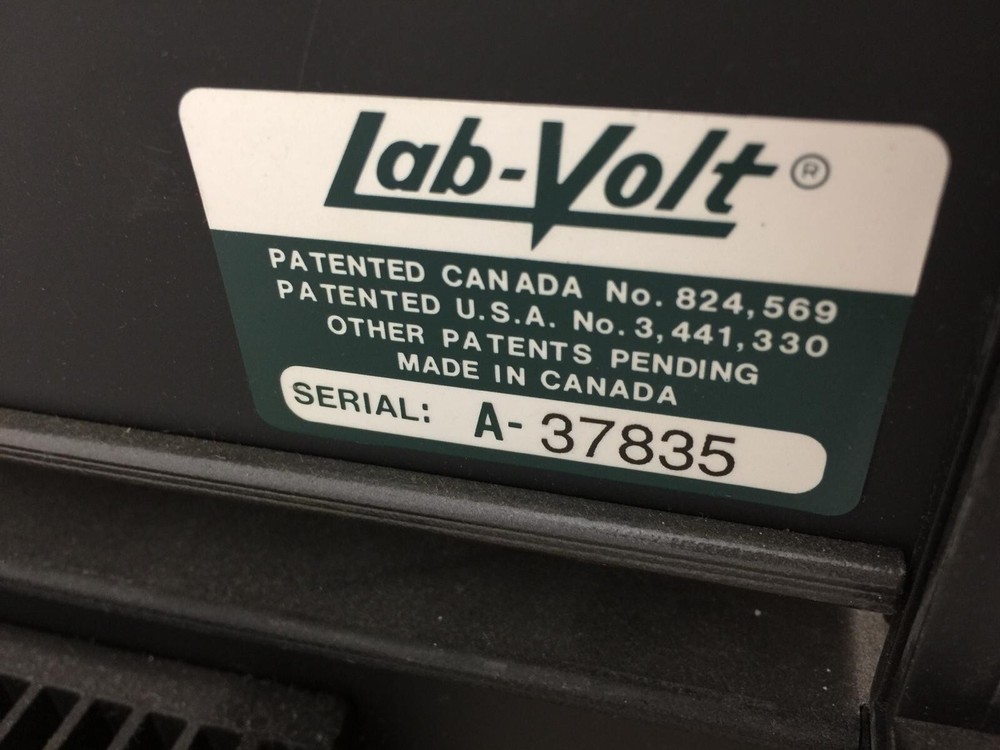 Lab-Volt®
PATENTED CANADA No. 824,569
PATENTED U.S.A. No. 3,441,330
OTHER PATENTS PENDING
MADE IN CANADA
SERIAL: A- 37835